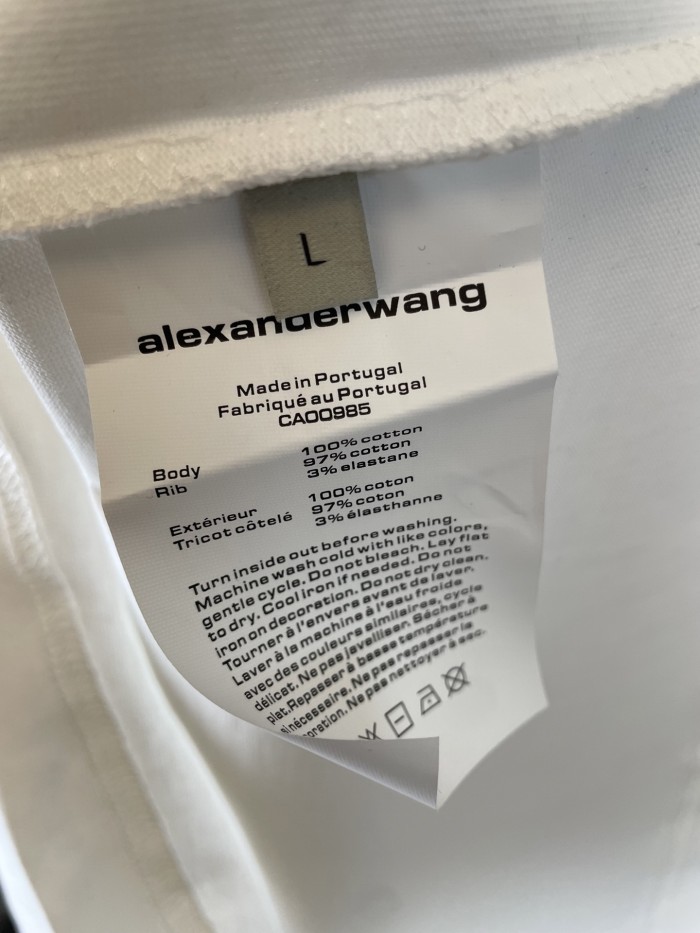 L
alexanderwang
Made in Portugal
Fabriqué au Portugal
CA00985
Body 100% cotton
Rib 97% cotton
3% elastane
Extérieur 100% coton
Tricot côtelé 97% coton
3% élasthanne
Turn inside out before washing.
Machine wash cold with like colors,
gentle cycle. Do not bleach. Lay flat
to dry. Cool iron if needed. Do not
iron on decoration. Do not dry clean.
Tourner à l'envers avant de laver.
Laver à la machine à l'eau froide
avec des couleurs similaires, cycle
délicat. Ne pas javelliser. Sécher à
plat. Repasser à basse température
si nécessaire. Ne pas repasser la
oration. Ne pas nettoyer à sec.